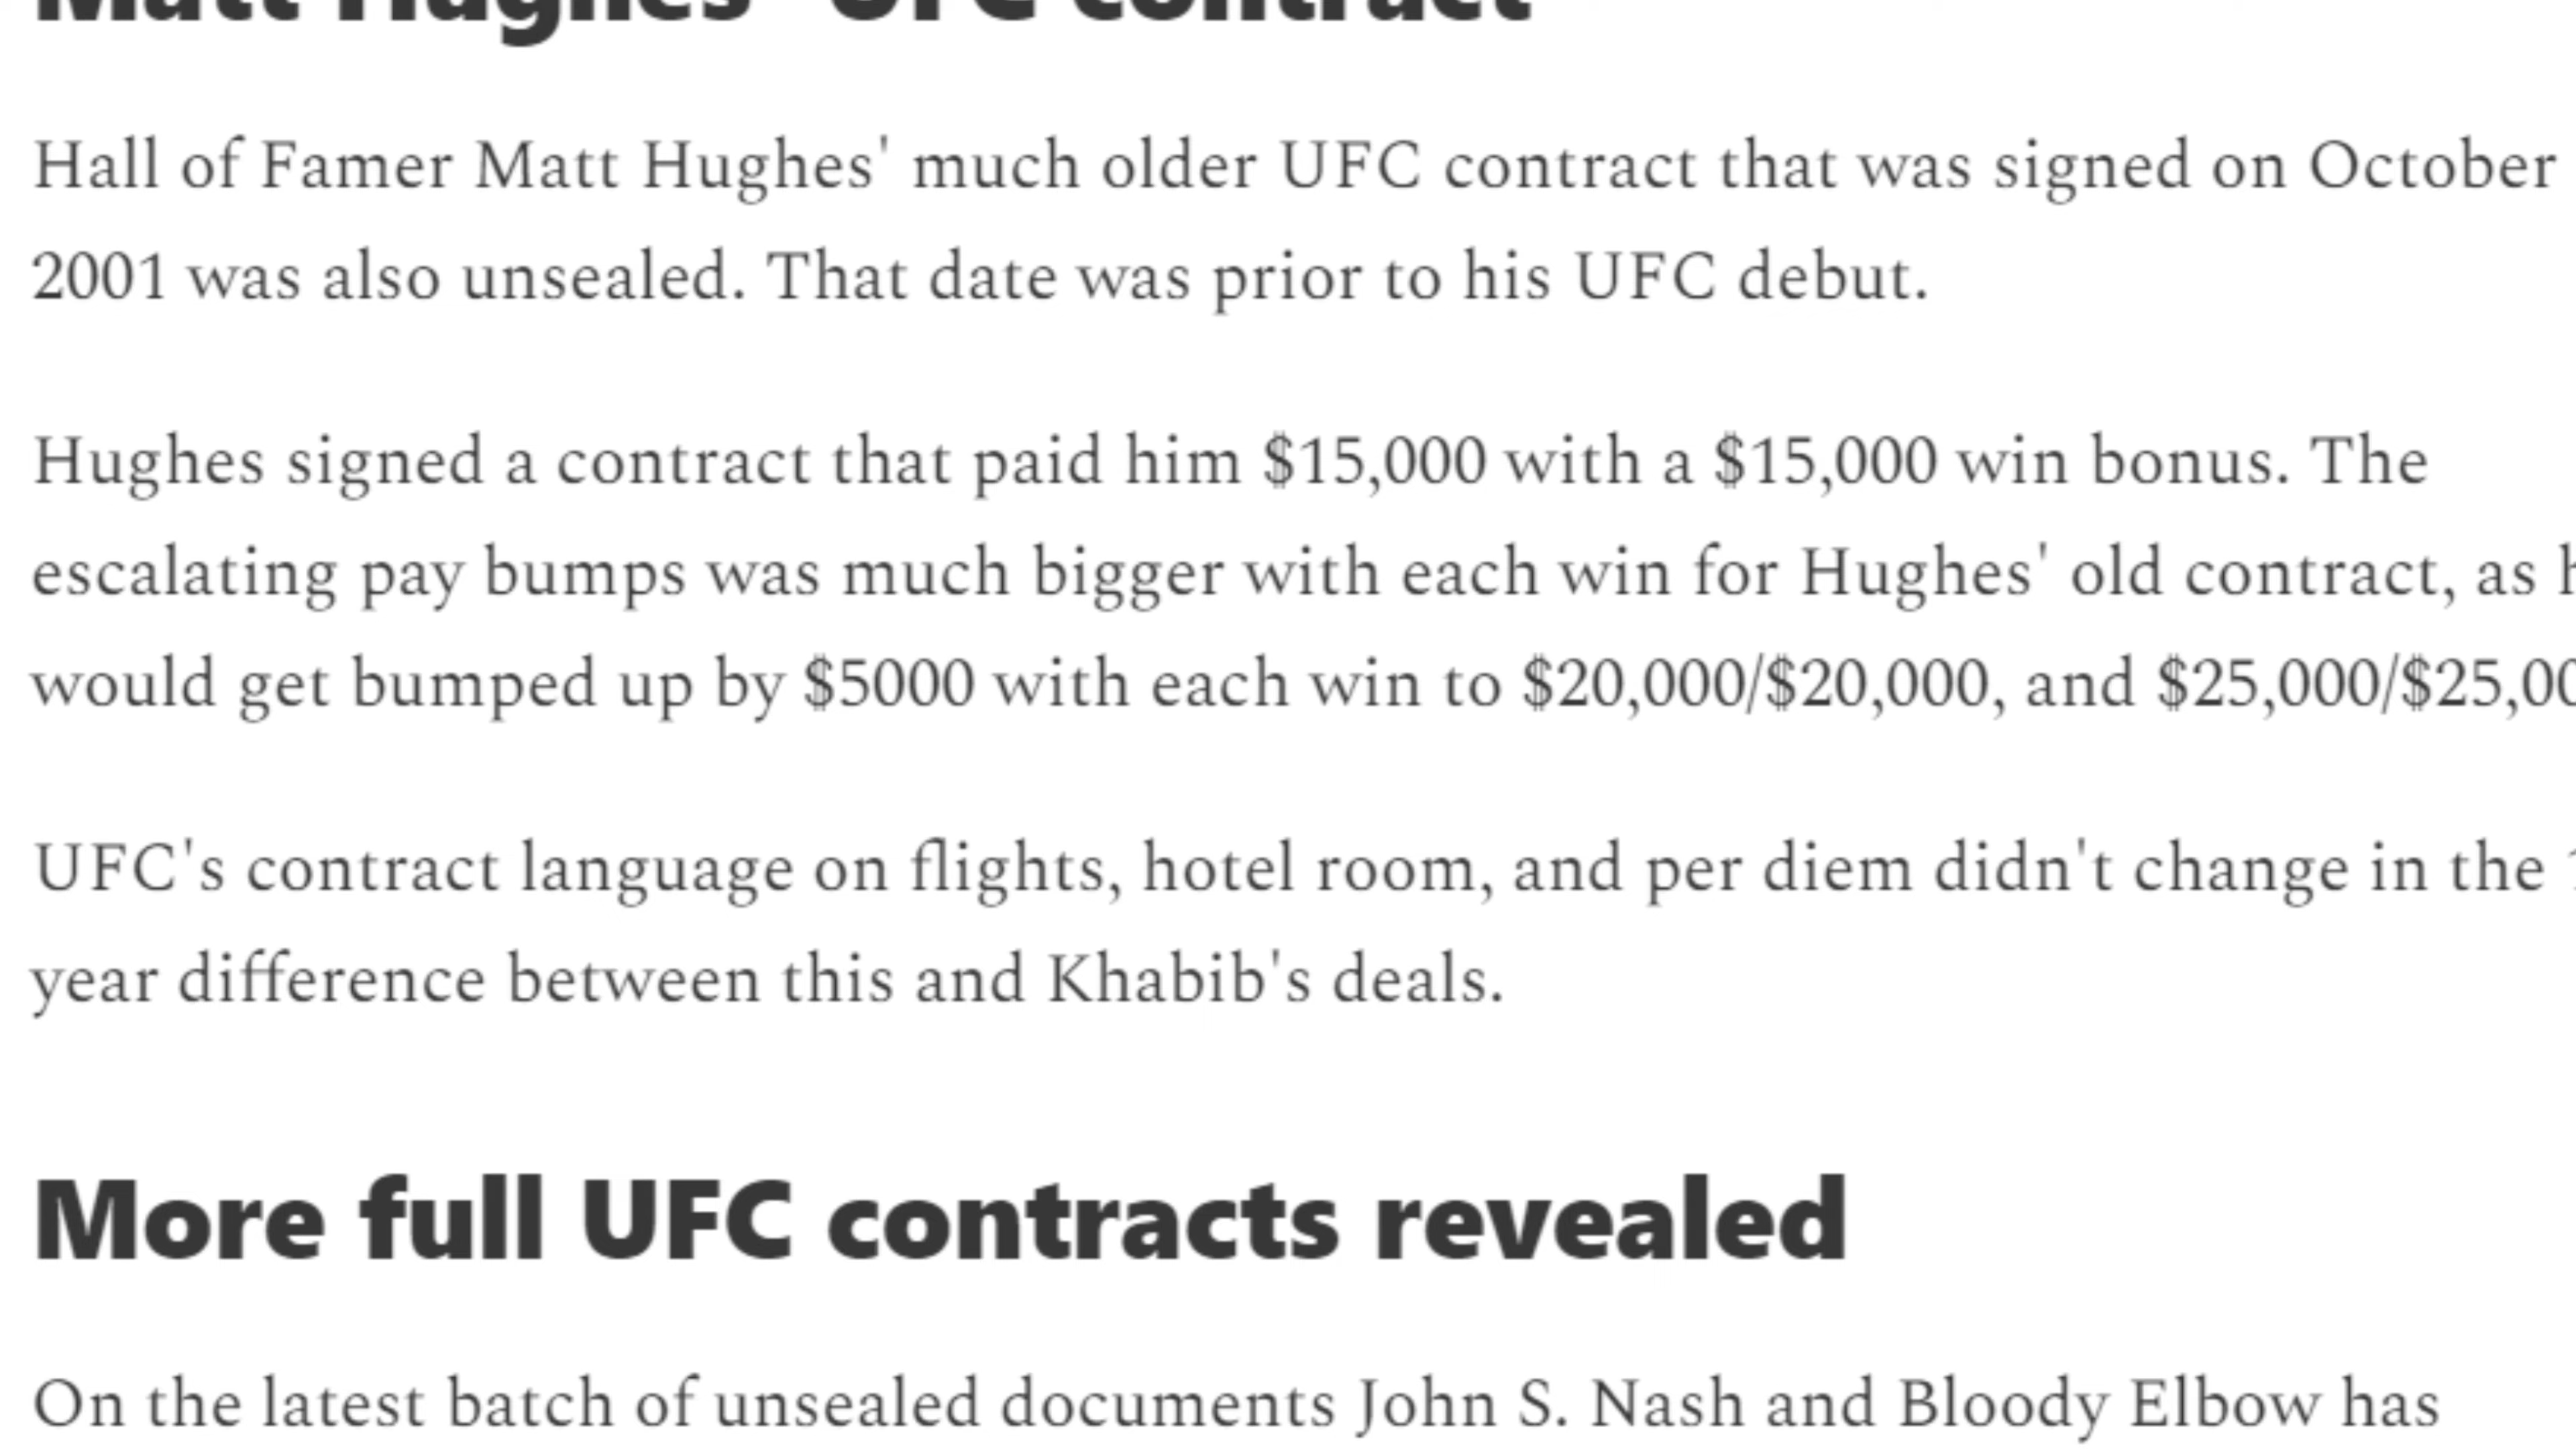 Matt Hughes' UFC contract
Hall of Famer Matt Hughes' much older UFC contract that was signed on October
2001 was also unsealed. That date was prior to his UFC debut.
Hughes signed a contract that paid him $15,000 with a $15,000 win bonus. The
escalating pay bumps was much bigger with each win for Hughes' old contract, as
would get bumped up by $5000 with each win to $20,000/$20,000, and
UFC's contract language on flights, hotel room, and per diem didn't change in the
year difference between this and Khabib's deals.
More full UFC contracts revealed
On the latest batch of unsealed documents John S. Nash and Bloody Elbow has